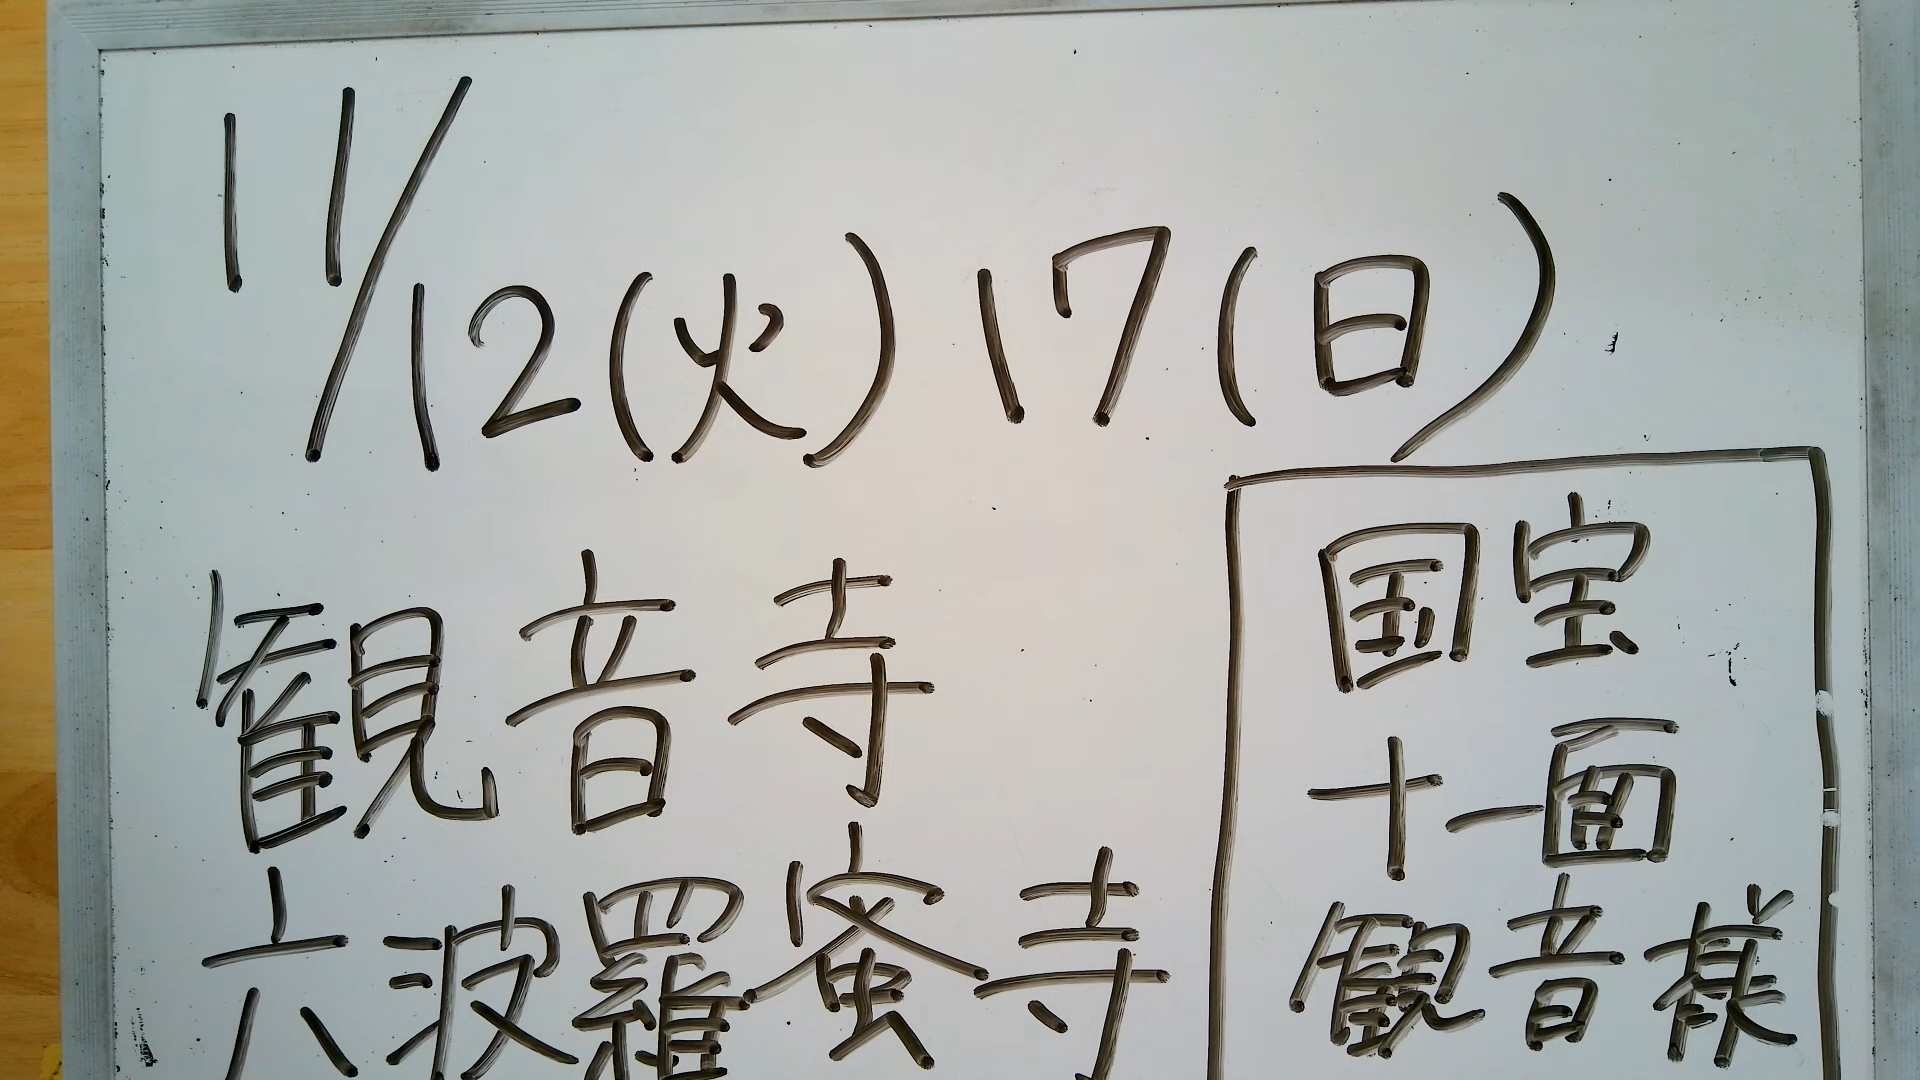 11/12(火)17(日)
観音寺
六波羅蜜寺
国宝
十一面
観音様